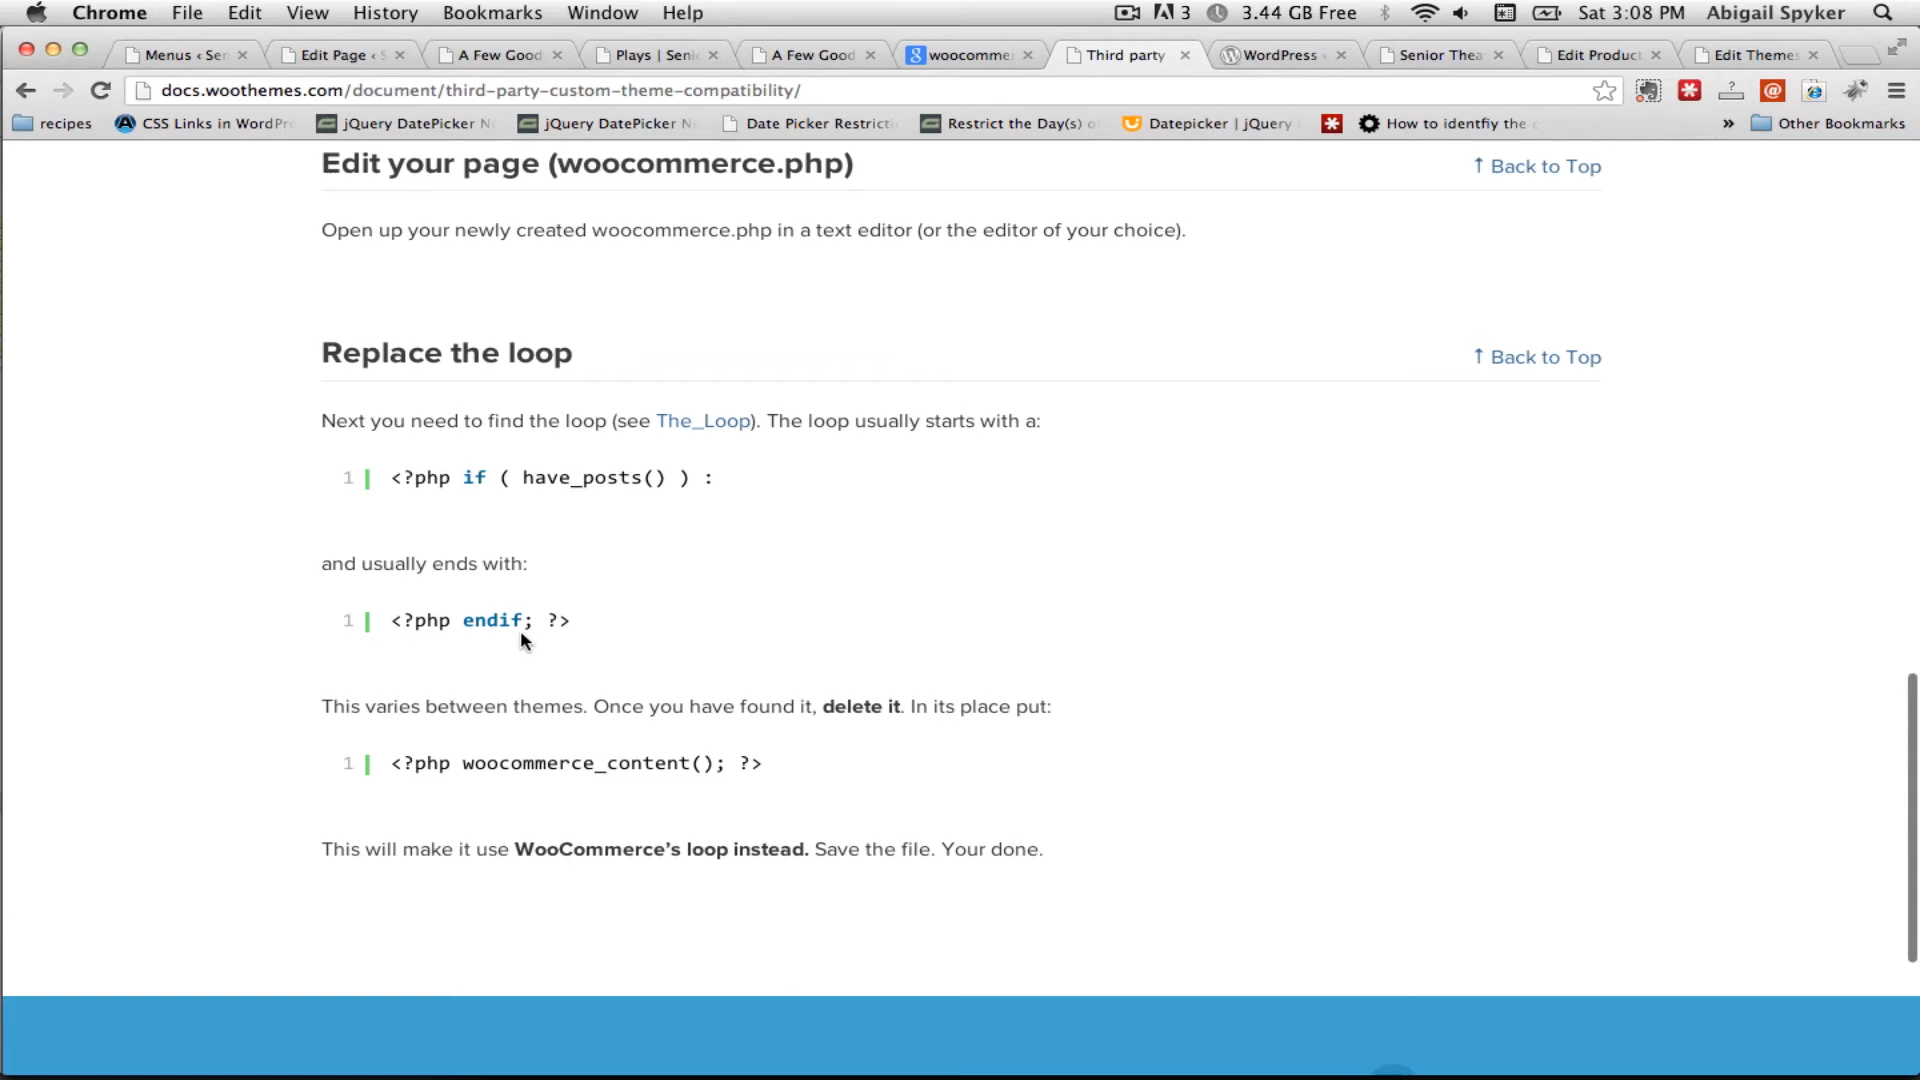 Chrome File Edit View History Bookmarks Window Help 3 3.44 GB Free Sat 3:08 PM Abigail Spyker
Menus ‹ Sen Edit Page ‹ S A Few Good Plays | Seni A Few Good woocomme Third party WordPress Senior Thea Edit Product Edit Themes
docs.woothemes.com/document/third-party-custom-theme-compatibility/
recipes CSS Links in WordPr jQuery DatePicker N jQuery DatePicker N Date Picker Restricti Restrict the Day(s) o Datepicker | jQuery How to identfiy the » Other Bookmarks
Edit your page (woocommerce.php) ↑ Back to Top
Open up your newly created woocommerce.php in a text editor (or the editor of your choice).
Replace the loop ↑ Back to Top
Next you need to find the loop (see The_Loop). The loop usually starts with a:
1 <?php if ( have_posts() ) :
and usually ends with:
1 <?php endif; ?>
This varies between themes. Once you have found it, delete it. In its place put:
1 <?php woocommerce_content(); ?>
This will make it use WooCommerce’s loop instead. Save the file. Your done.